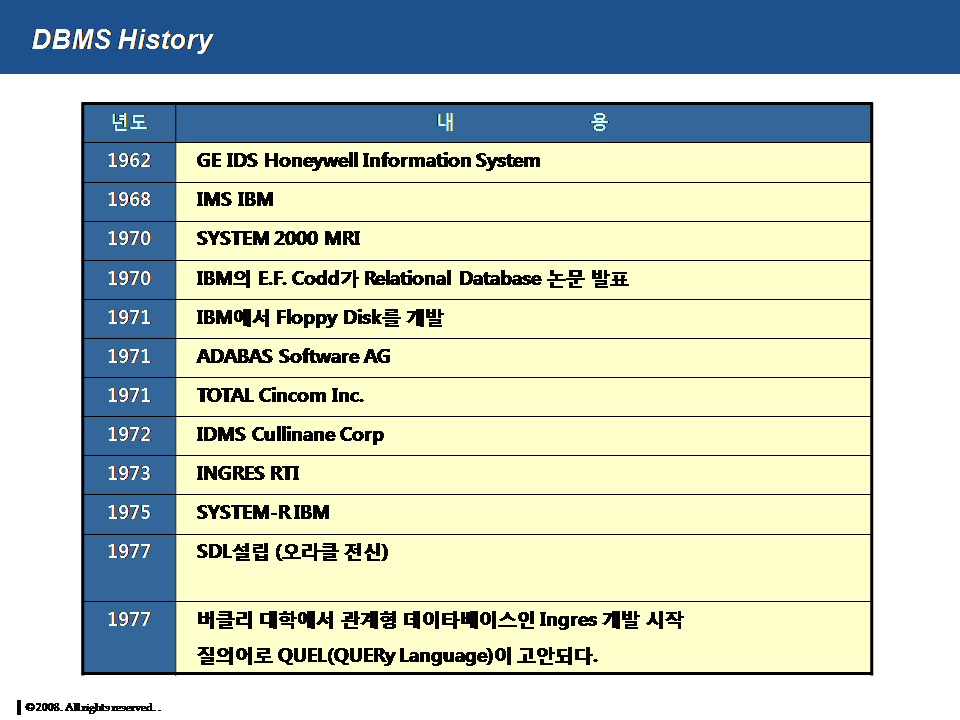 DBMS History
년도 내 용
1962 GE IDS Honeywell Information System
1968 IMS IBM
1970 SYSTEM 2000 MRI
1970 IBM의 E.F. Codd가 Relational Database 논문 발표
1971 IBM에서 Floppy Disk를 개발
1971 ADABAS Software AG
1971 TOTAL Cincom Inc.
1972 IDMS Cullinane Corp
1973 INGRES RTI
1975 SYSTEM-R IBM
1977 SDL설립 (오라클 전신)
1977 버클리 대학에서 관계형 데이타베이스인 Ingres 개발 시작
질의어로 QUEL(QUERy Language)이 고안되다.
©2008. All rights reserved. .